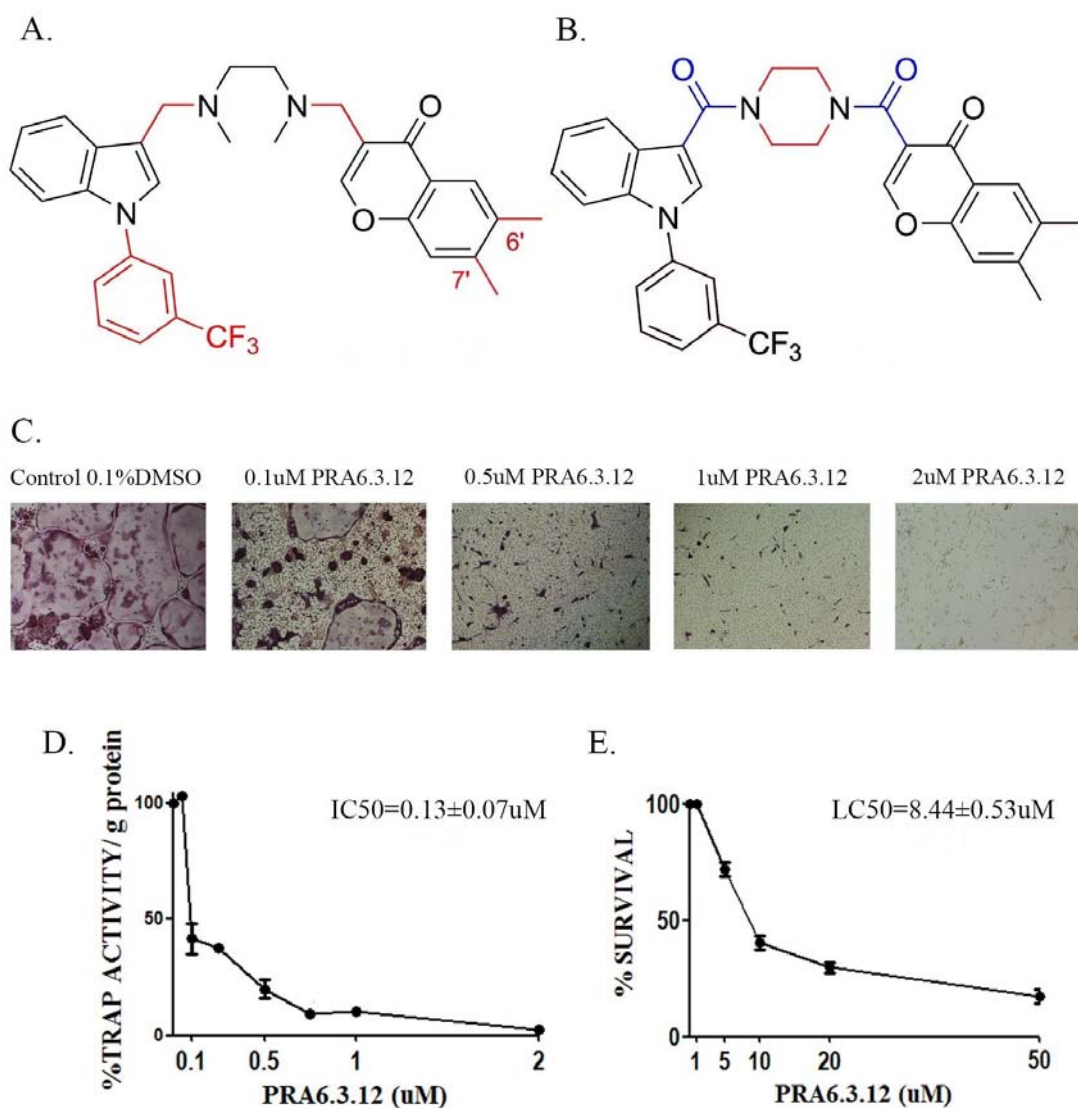 A.
B.
N
N
O
O
N
6'
7'
CF3
O
O
N
N
O
O
N
CF3
C.
Control 0.1%DMSO
0.1uM PRA6.3.12
0.5uM PRA6.3.12
1uM PRA6.3.12
2uM PRA6.3.12
D.
%TRAP ACTIVITY/ g protein
100
50
0
IC50=0.13±0.07uM
0.1
0.5
1
2
PRA6.3.12 (uM)
E.
% SURVIVAL
100
50
0
LC50=8.44±0.53uM
1
5
10
20
50
PRA6.3.12 (uM)